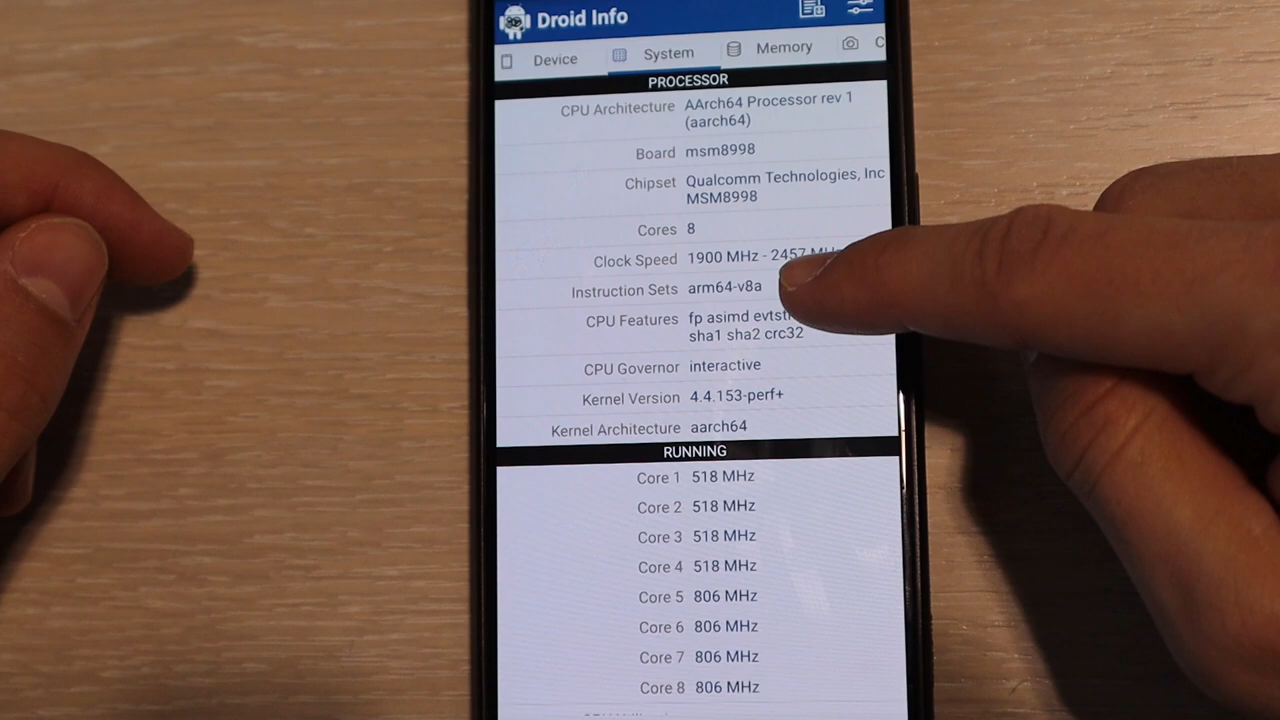 Droid Info
Device System Memory C
PROCESSOR
CPU Architecture AArch64 Processor rev 1
(aarch64)
Board msm8998
Chipset Qualcomm Technologies, Inc
MSM8998
Cores 8
Clock Speed 1900 MHz - 2457 MHz
Instruction Sets arm64-v8a
CPU Features fp asimd
sha1 sha2 crc32
CPU Governor interactive
Kernel Version 4.4.153-perf+
Kernel Architecture aarch64
RUNNING
Core 1 518 MHz
Core 2 518 MHz
Core 3 518 MHz
Core 4 518 MHz
Core 5 806 MHz
Core 6 806 MHz
Core 7 806 MHz
Core 8 806 MHz